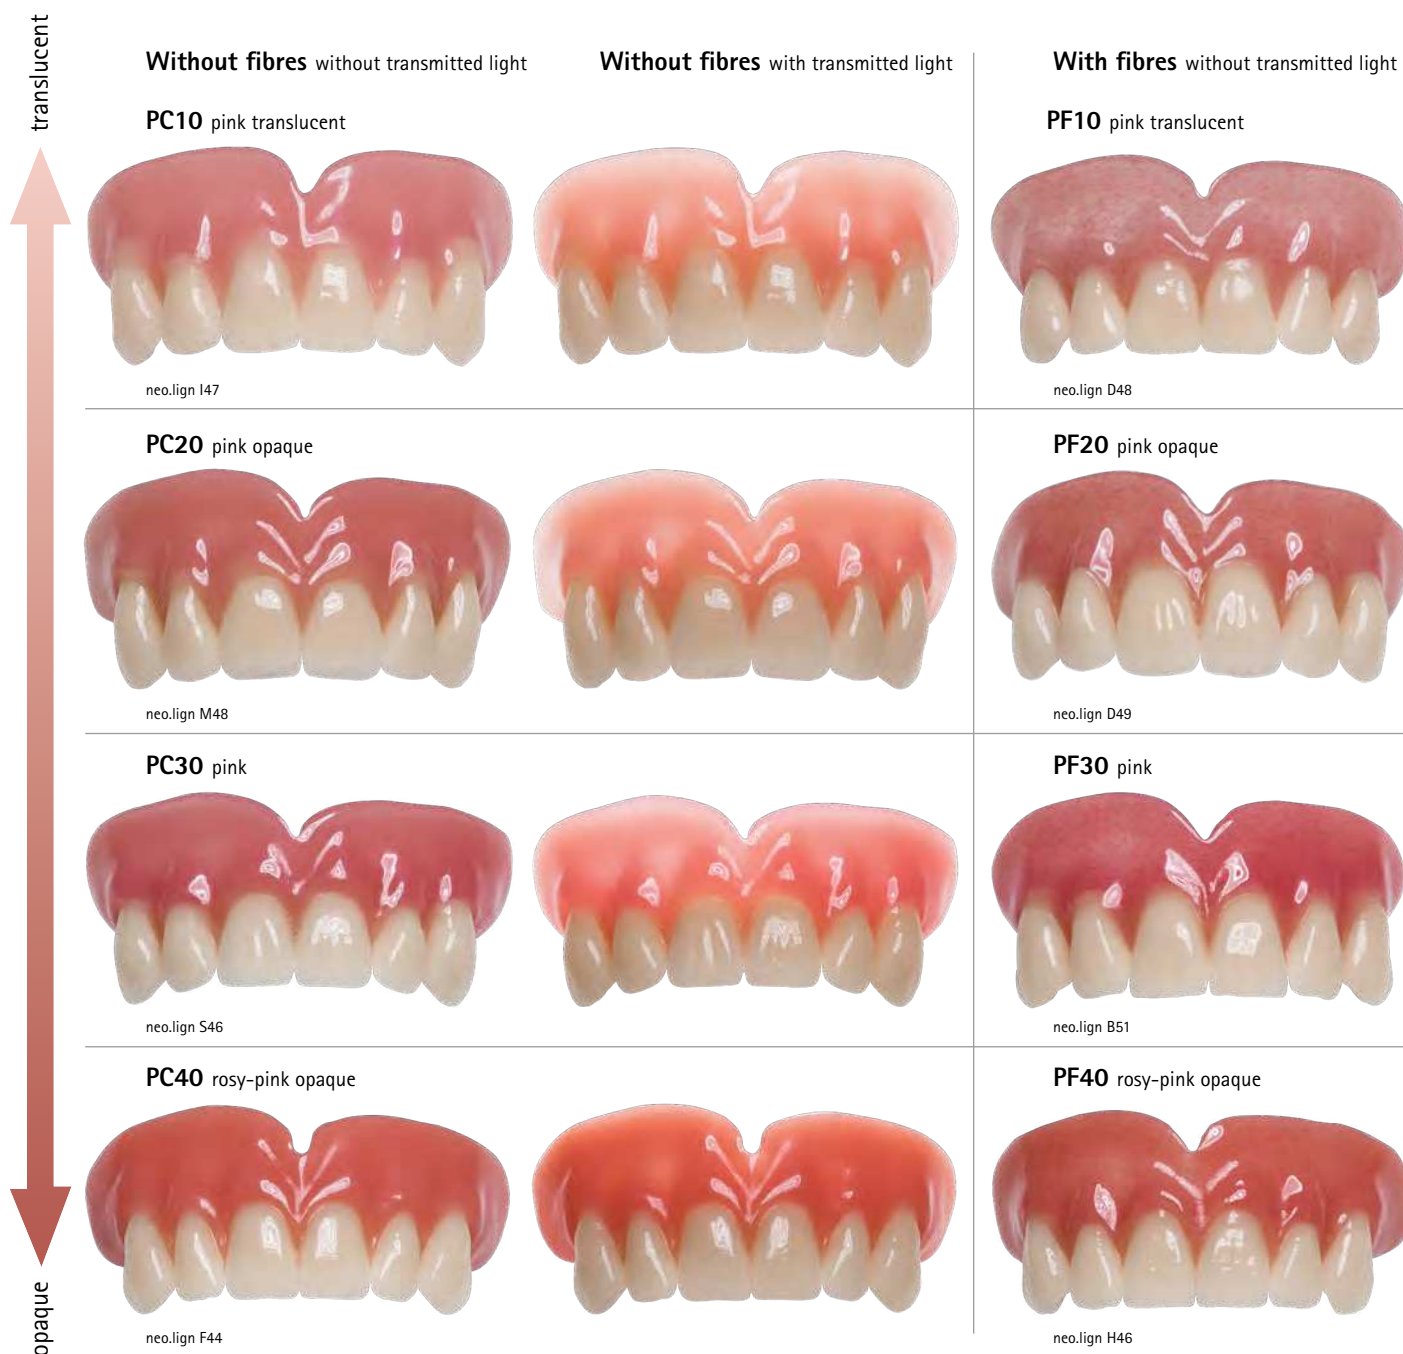 translucent
Without fibres without transmitted light
Without fibres with transmitted light
With fibres without transmitted light
PC10 pink translucent
PF10 pink translucent
neo.lign I47
neo.lign D48
PC20 pink opaque
PF20 pink opaque
neo.lign M48
neo.lign D49
PC30 pink
PF30 pink
neo.lign S46
neo.lign B51
PC40 rosy-pink opaque
PF40 rosy-pink opaque
neo.lign F44
neo.lign H46
opaque